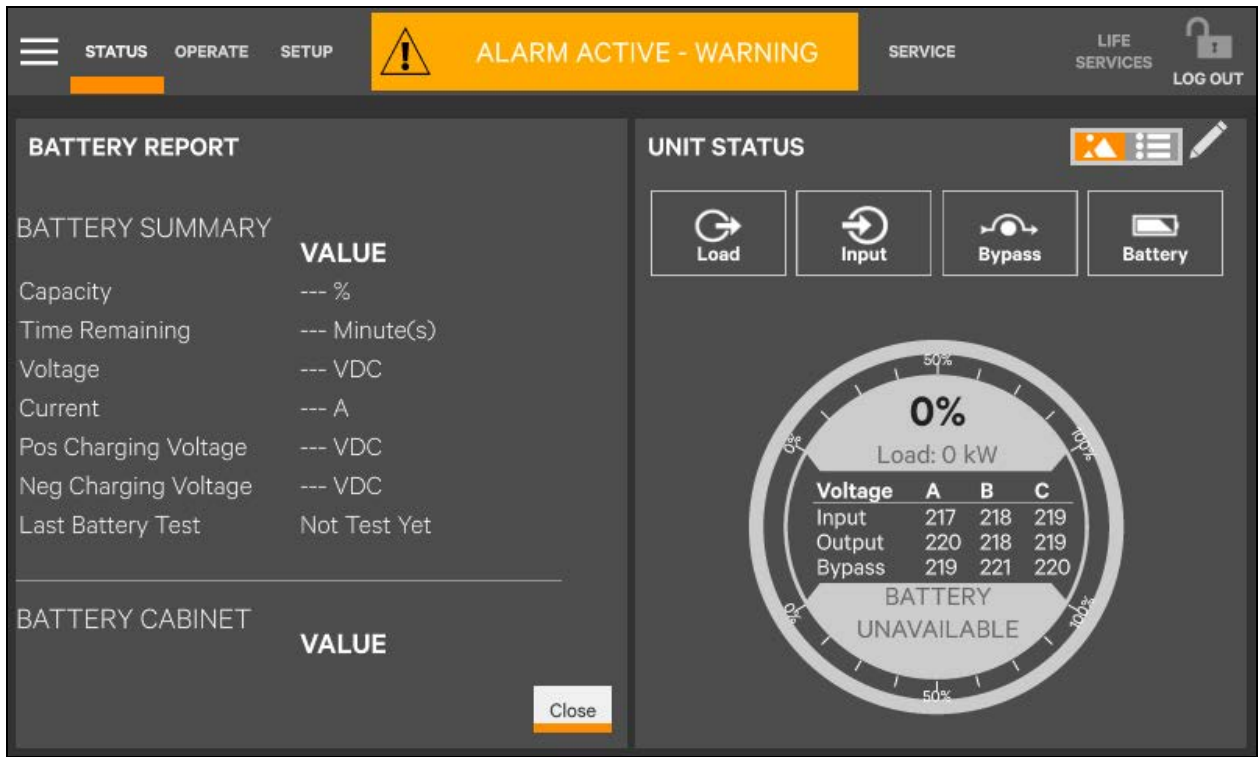 STATUS OPERATE SETUP ALARM ACTIVE - WARNING SERVICE LIFE SERVICES LOG OUT
BATTERY REPORT
BATTERY SUMMARY
VALUE
Capacity --- %
Time Remaining --- Minute(s)
Voltage --- VDC
Current --- A
Pos Charging Voltage --- VDC
Neg Charging Voltage --- VDC
Last Battery Test Not Test Yet
BATTERY CABINET
VALUE
Close
UNIT STATUS
Load Input Bypass Battery
50%
0% 100%
0%
Load: 0 kW
Voltage A B C
Input 217 218 219
Output 220 218 219
Bypass 219 221 220
BATTERY
UNAVAILABLE
0% 100%
50%